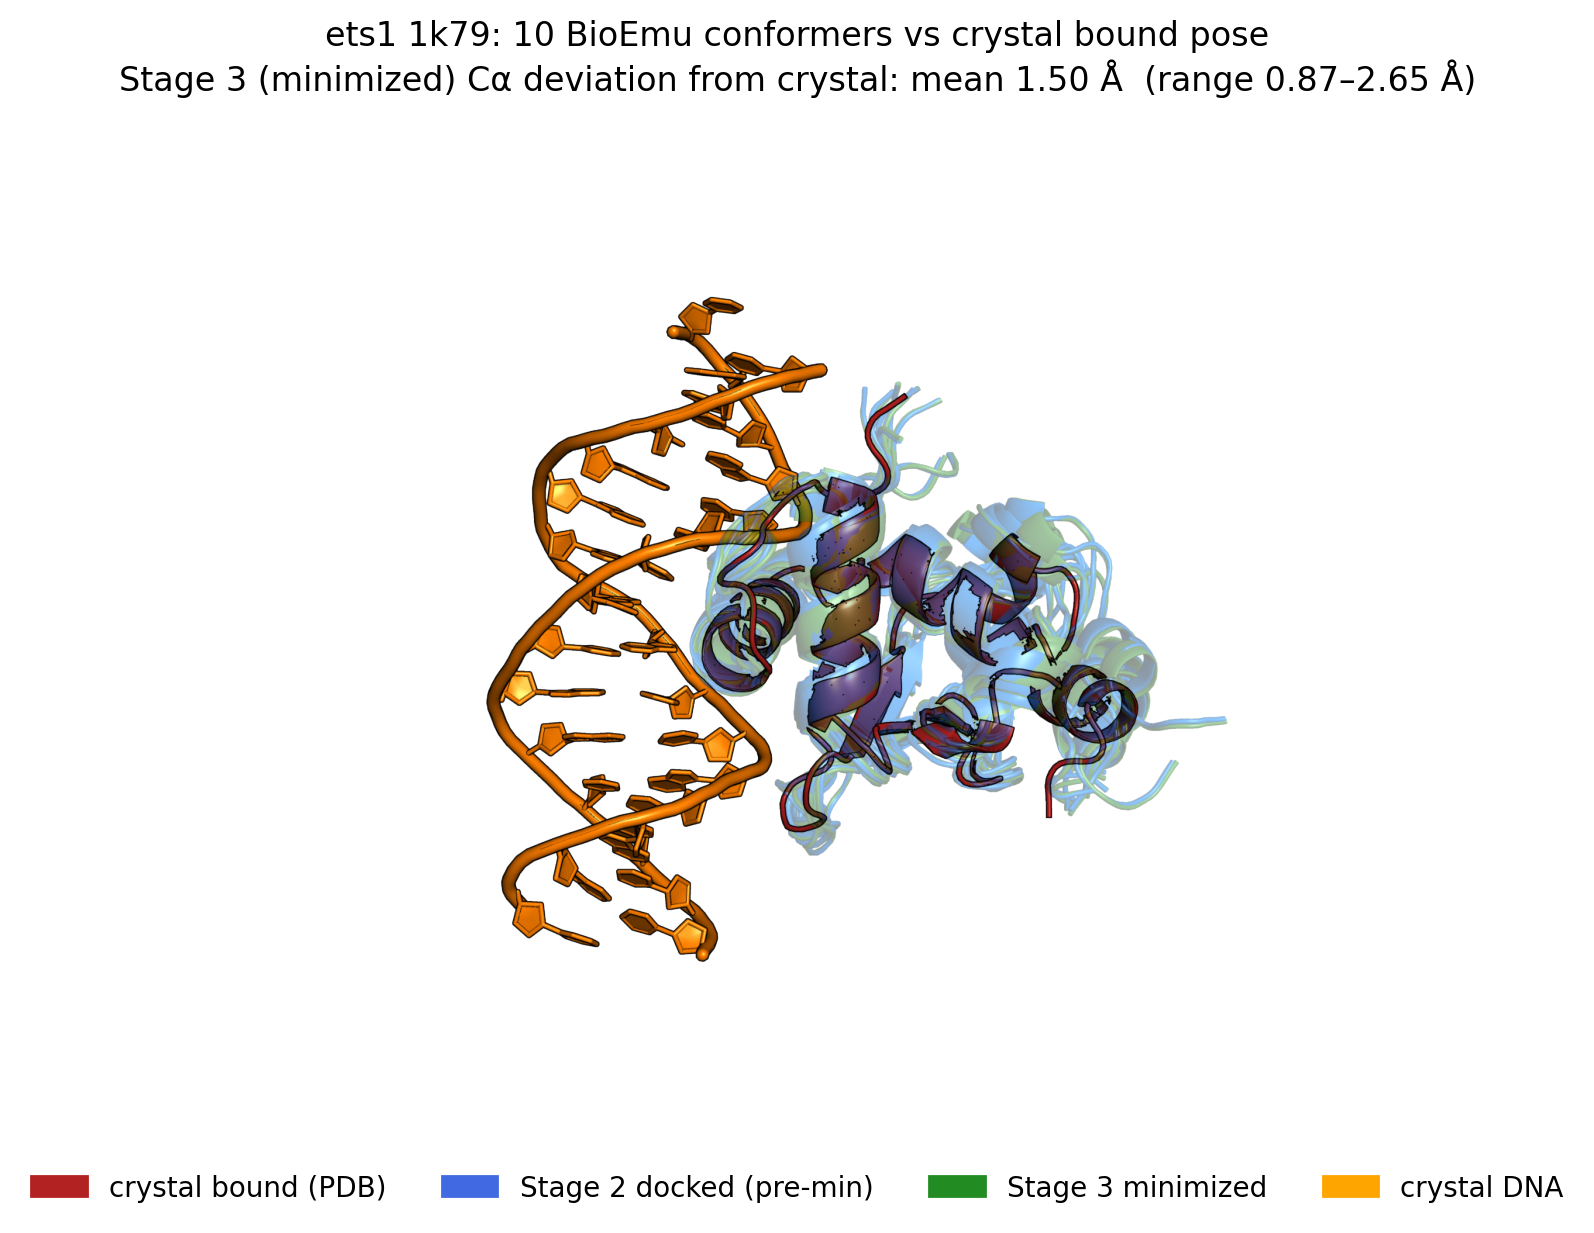 ets1 1k79: 10 BioEmu conformers vs crystal bound pose
Stage 3 (minimized) Cα deviation from crystal: mean 1.50 Å  (range 0.87–2.65 Å)
crystal bound (PDB)
Stage 2 docked (pre-min)
Stage 3 minimized
crystal DNA